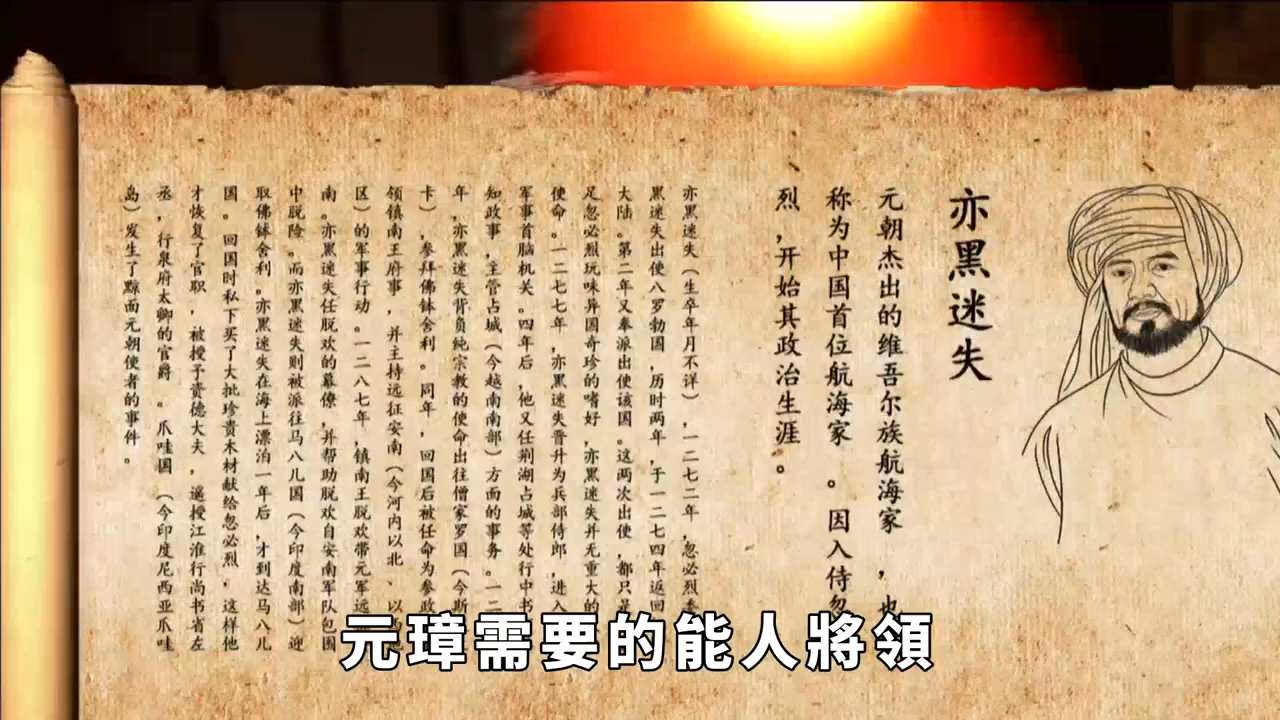 亦黑迷失
元朝杰出的维吾尔族航海家，也
称为中国首位航海家。因入侍忽
烈，开始其政治生涯。
亦黑迷失（生卒年月不详），一二七二年，忽必烈委
黑迷失出使八罗勃国，历时两年，于一二七四年返回
大陆。第二年又奉派出使该国。这两次出使，都只是
足忽必烈玩味异国奇珍的嗜好，亦黑迷失并无重大的
使命。一二七七年，亦黑迷失晋升为兵部侍郎，进入
军事首脑机关。四年后，他又任荆湖占城等处行中书
知政事，主管占城（今越南南部）方面的事务。一二
年，亦黑迷失背负纯宗教的使命出往僧家罗国（今斯
卡），参拜佛钵舍利。同年，回国后被任命为参政
领镇南王府事，并主持远征安南（今河内以北、以
区）的军事行动。一二八七年，镇南王脱欢带元军远
南。亦黑迷失任脱欢的幕僚，并帮助脱欢自安南军队包围
中脱险。而亦黑迷失则被派往马八儿国（今印度南部）迎
取佛钵舍利。亦黑迷失在海上漂泊一年后，才到达马八儿
国。回国时私下买了大批珍贵木材献给忽必烈，这样他
才恢复了官职，被授予资德大夫，遥授江淮行尚书省左
丞，行泉府太卿的官爵。爪哇国（今印度尼西亚爪哇
岛）发生了黥面元朝使者的事件。
元璋需要的能人將領